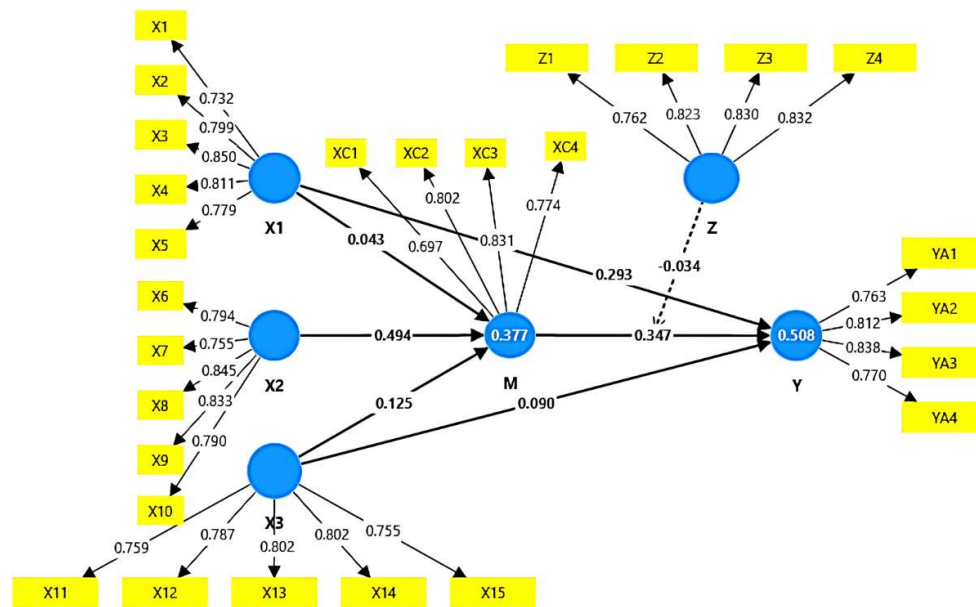 X1
X2
X3
X4
X5
0.732
0.799
0.850
0.811
0.779
X1
XC1
XC2
XC3
XC4
0.697
0.802
0.831
0.774
Z1
Z2
Z3
Z4
0.762
0.823
0.830
0.832
Z
0.043
0.293
-0.034
X6
X7
X8
X9
X10
0.794
0.755
0.845
0.833
0.790
X2
0.494
0.377
M
0.347
0.508
Y
YA1
YA2
YA3
YA4
0.763
0.812
0.838
0.770
0.125
0.090
X3
0.759
0.787
0.802
0.802
0.755
X11
X12
X13
X14
X15